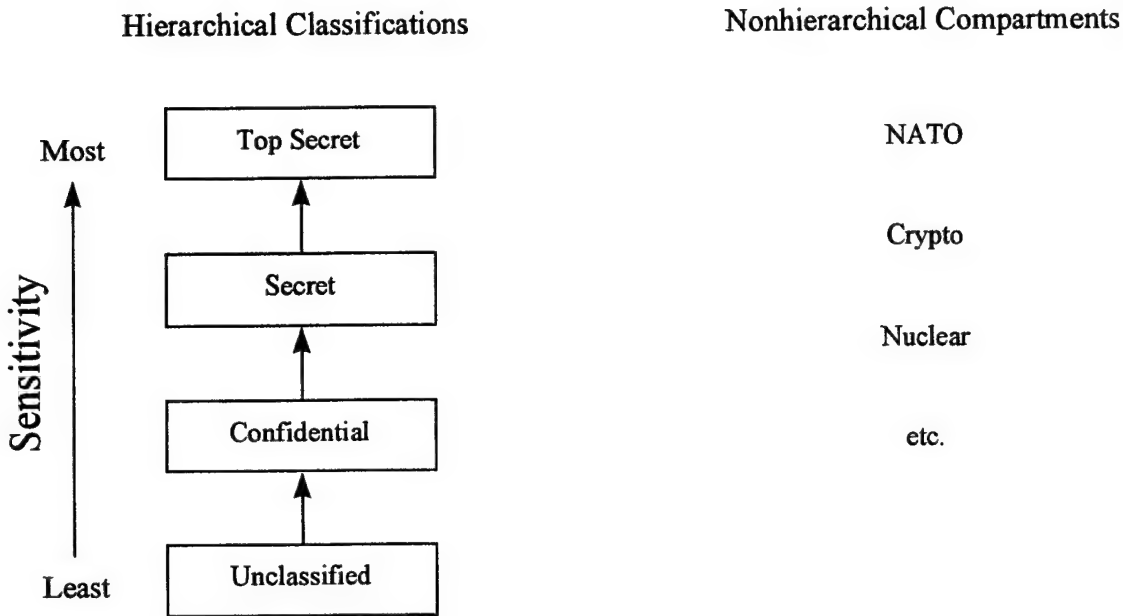 Hierarchical Classifications
Nonhierarchical Compartments
Most
Top Secret
Secret
Confidential
Unclassified
Least
Sensitivity
NATO
Crypto
Nuclear
etc.